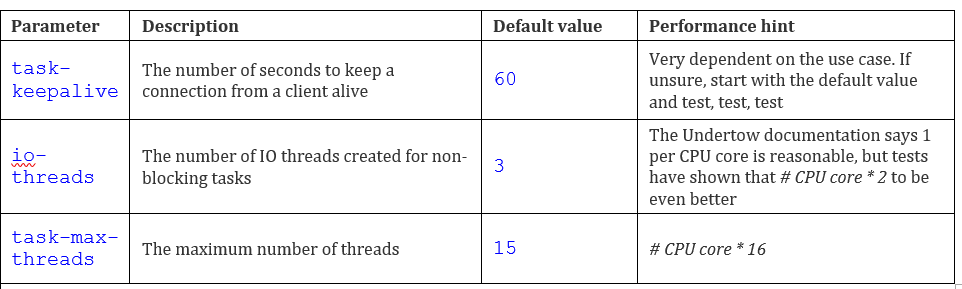 Parameter Description Default value Performance hint
task-
keepalive
The number of seconds to keep a
connection from a client alive
60
Very dependent on the use case. If
unsure, start with the default value
and test, test, test
io-
threads
The number of IO threads created for non-
blocking tasks
3
The Undertow documentation says 1
per CPU core is reasonable, but tests
have shown that # CPU core * 2 to be
even better
task-max-
threads
The maximum number of threads
15
# CPU core * 16